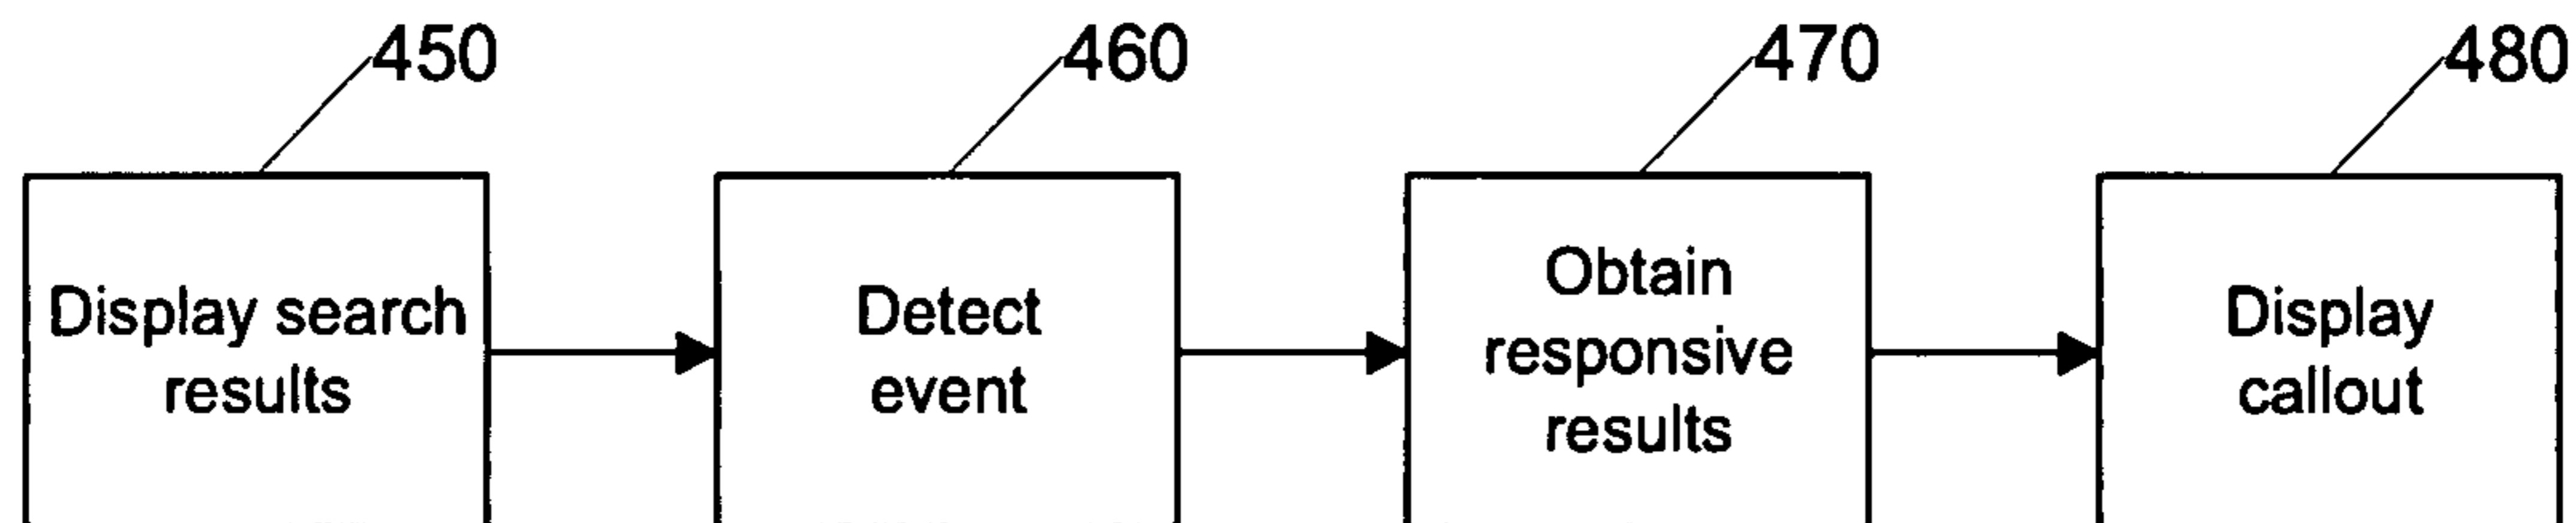 450
460
470
480
Display search
results
Detect
event
Obtain
responsive
results
Display
callout